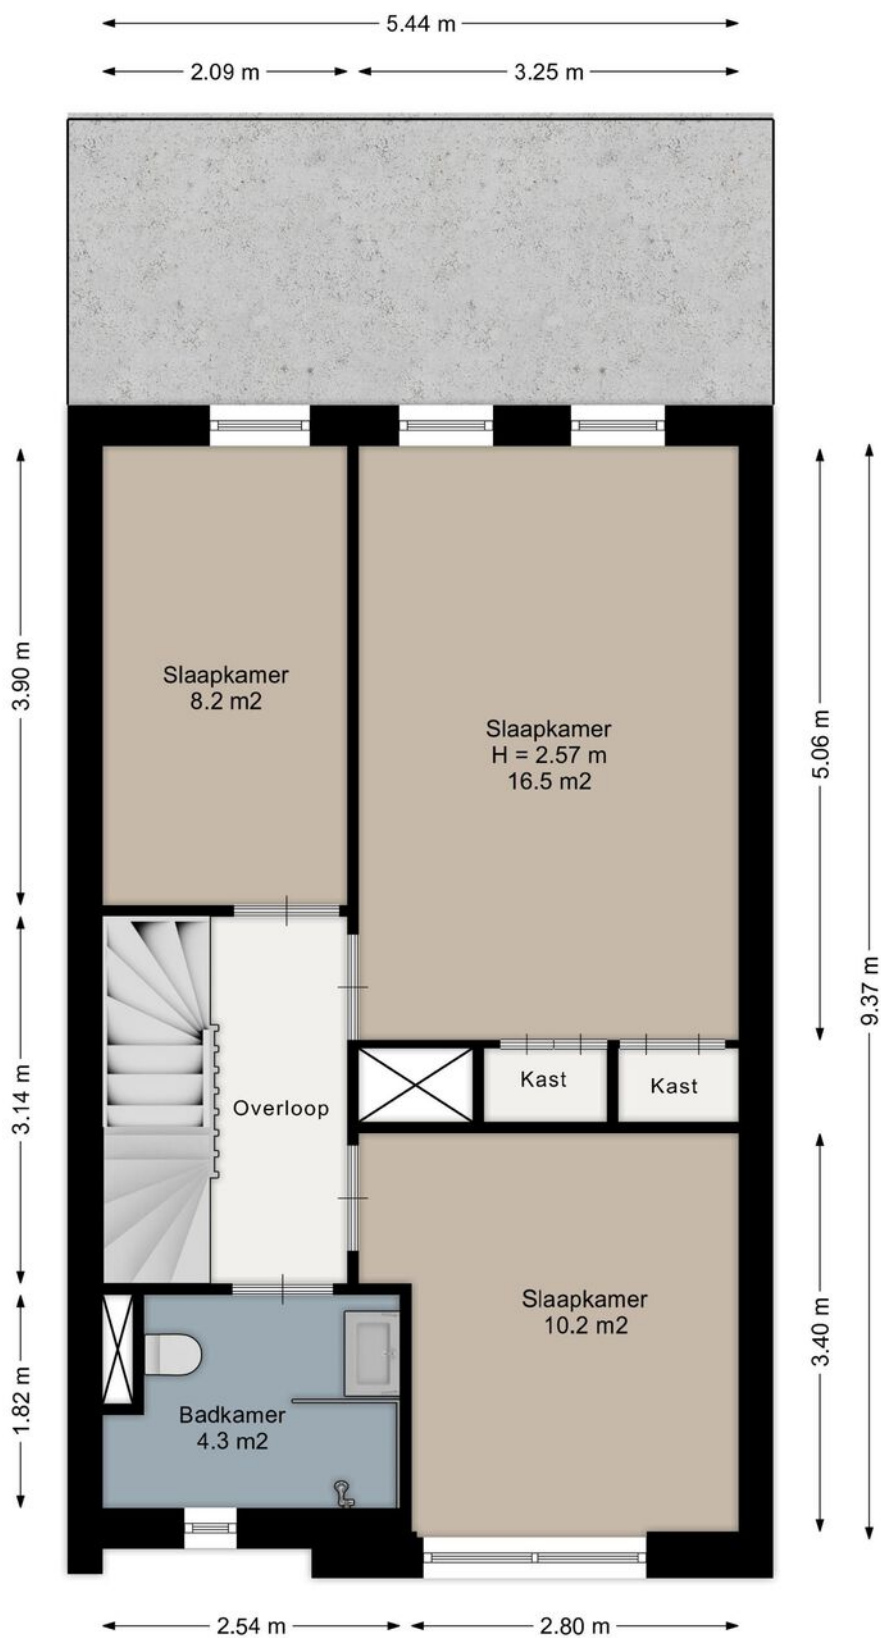 5.44 m
2.09 m
3.25 m
3.90 m
Slaapkamer
8.2 m2
Slaapkamer
H = 2.57 m
16.5 m2
5.06 m
9.37 m
3.14 m
Overloop
Kast
Kast
Slaapkamer
10.2 m2
3.40 m
1.82 m
Badkamer
4.3 m2
2.54 m
2.80 m